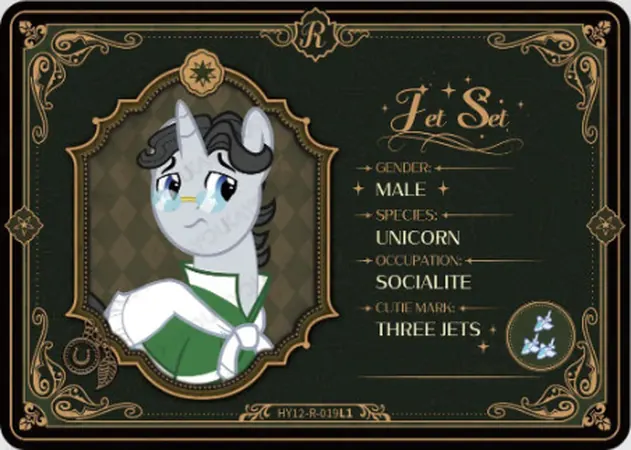 R
Jet Set
GENDER:
MALE
SPECIES:
UNICORN
OCCUPATION:
SOCIALITE
CUTIE MARK:
THREE JETS
HY12-R-019L1